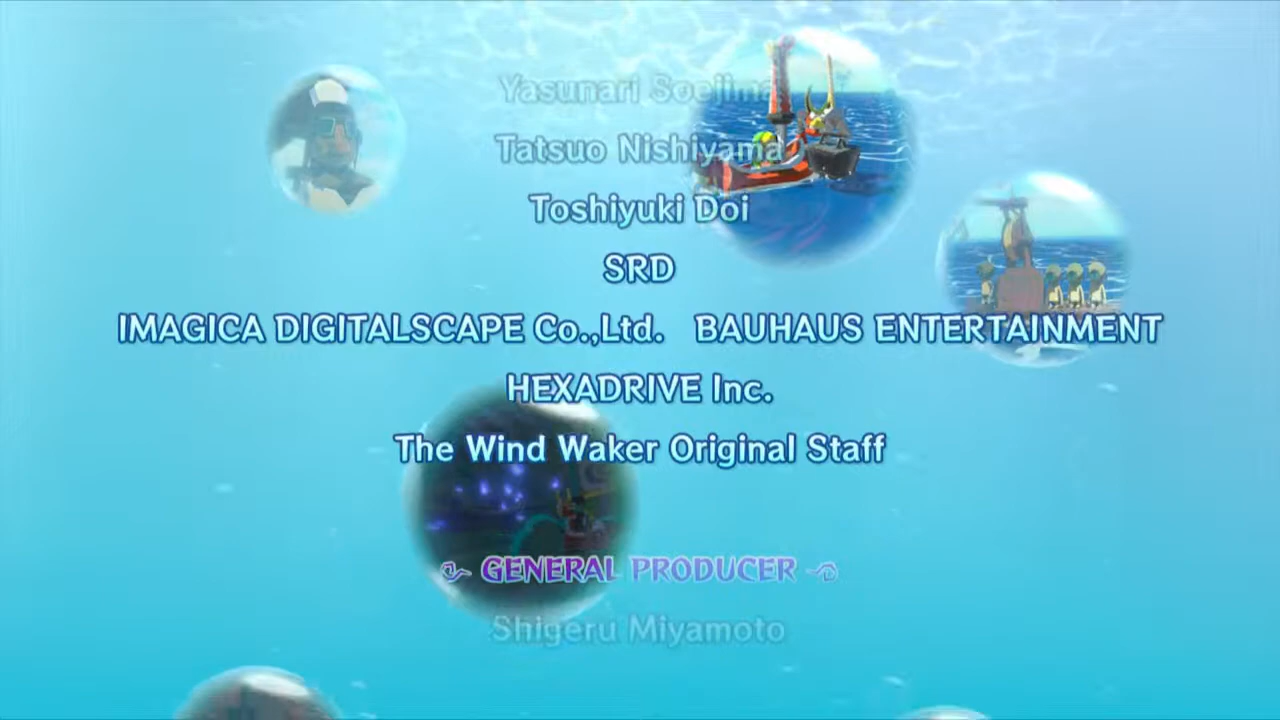 Yasunari Soejima
Tatsuo Nishiyama
Toshiyuki Doi
SRD
IMAGICA DIGITALSCAPE Co.,Ltd. BAUHAUS ENTERTAINMENT
HEXADRIVE Inc.
The Wind Waker Original Staff
GENERAL PRODUCER
Shigeru Miyamoto